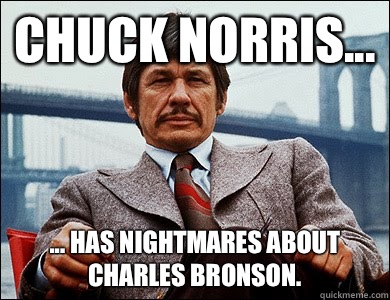 CHUCK NORRIS...
... HAS NIGHTMARES ABOUT
CHARLES BRONSON.
quickmeme.com